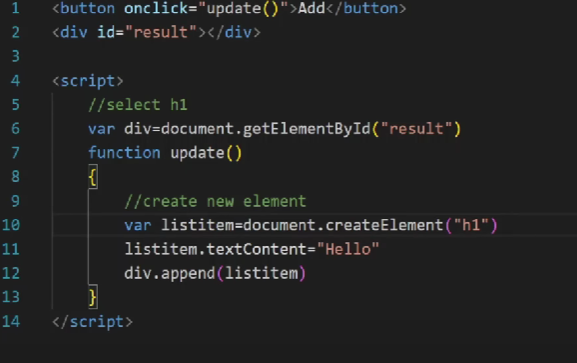 1 <button onclick="update()">Add</button>
2 <div id="result"></div>
3
4 <script>
5 //select h1
6 var div=document.getElementById("result")
7 function update()
8 {
9 //create new element
10 var listitem=document.createElement("h1")
11 listitem.textContent="Hello"
12 div.append(listitem)
13 }
14 </script>